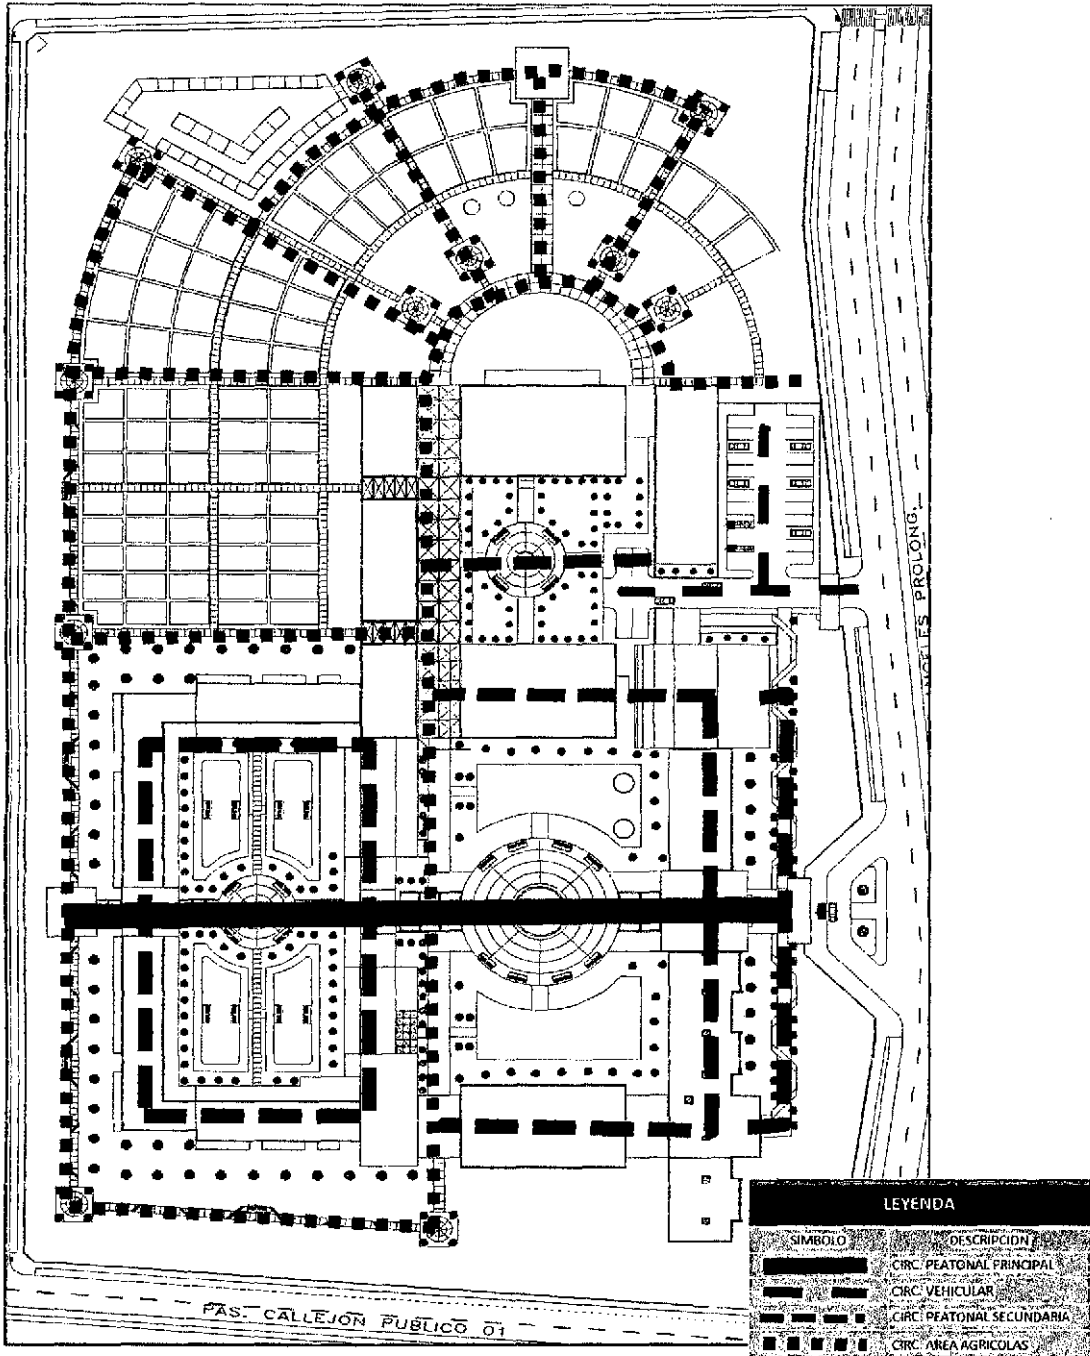 PROLONG.
LEYENDA
SIMBOLO DESCRIPCION
CIRC. PEATONAL PRINCIPAL
CIRC. VEHICULAR
CIRC. PEATONAL SECUNDARIA
CIRC. AREA AGRICOLAS
PAS. CALLEJON PUBLICO 01